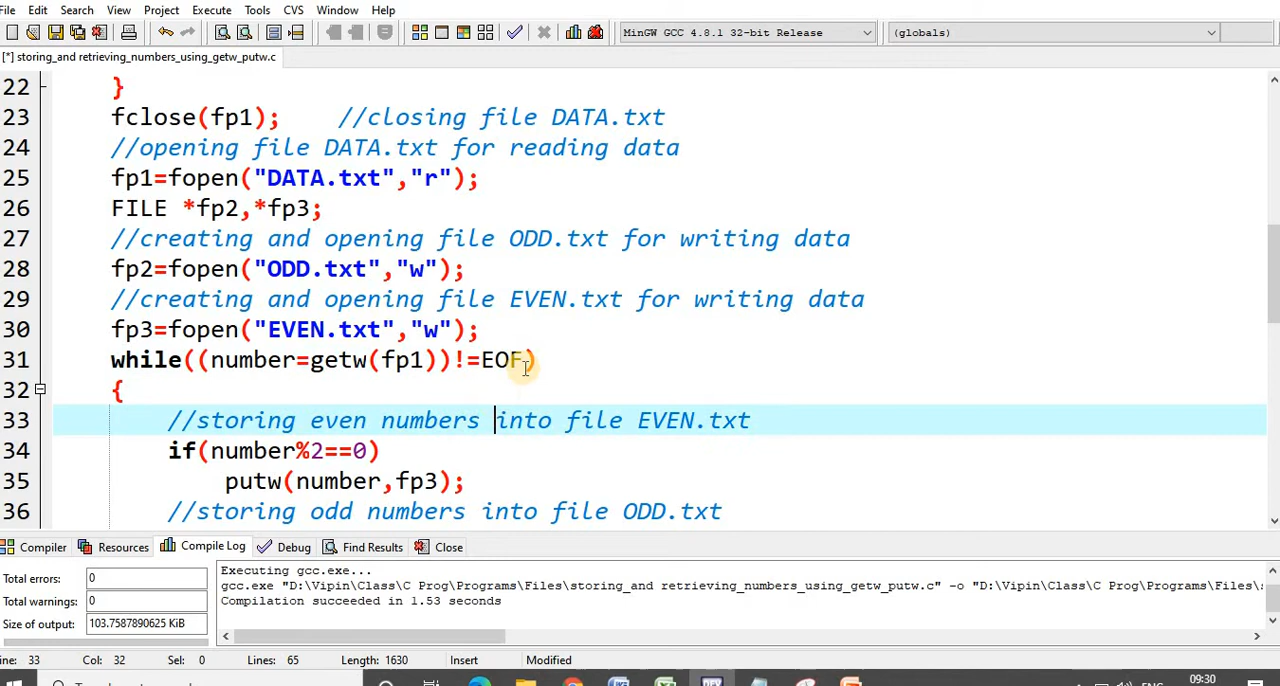 File Edit Search View Project Execute Tools CVS Window Help
MinGW GCC 4.8.1 32-bit Release (globals)
[*] storing_and retrieving_numbers_using_getw_putw.c
22 }
23 fclose(fp1); //closing file DATA.txt
24 //opening file DATA.txt for reading data
25 fp1=fopen("DATA.txt","r");
26 FILE *fp2,*fp3;
27 //creating and opening file ODD.txt for writing data
28 fp2=fopen("ODD.txt","w");
29 //creating and opening file EVEN.txt for writing data
30 fp3=fopen("EVEN.txt","w");
31 while((number=getw(fp1))!=EOF)
32 {
33 //storing even numbers into file EVEN.txt
34 if(number%2==0)
35 putw(number,fp3);
36 //storing odd numbers into file ODD.txt
Compiler Resources Compile Log Debug Find Results Close
Total errors: 0
Total warnings: 0
Size of output: 103.7587890625 KiB
Executing gcc.exe...
gcc.exe "D:\Vipin\Class\C Prog\Programs\Files\storing_and retrieving_numbers_using_getw_putw.c" -o "D:\Vipin\Class\C Prog\Programs\Files\
Compilation succeeded in 1.53 seconds
ine: 33 Col: 32 Sel: 0 Lines: 65 Length: 1630 Insert Modified
ENG 09:30